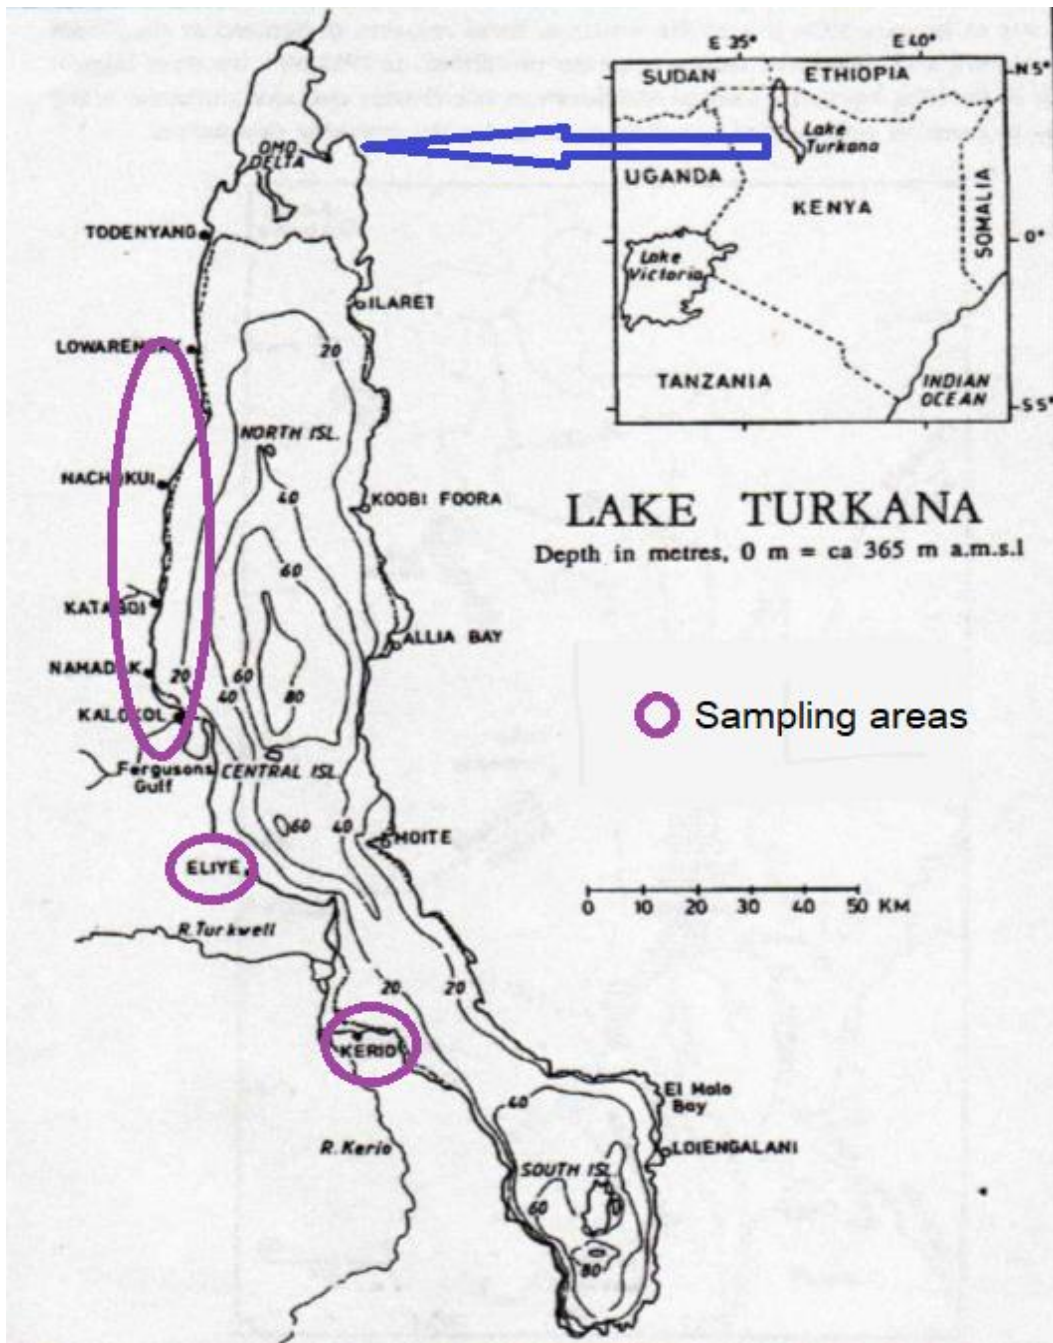 E 35°
E 40°
N5°
SUDAN
ETHIOPIA
Lake
Turkana
UGANDA
KENYA
SOMALIA
0°
Lake
Victoria
TANZANIA
INDIAN
OCEAN
S5°
OMO
DELTA
TODENYANG
ILARET
LOWARENGAK
20
NORTH ISL.
NACHUKUI
40
KOOBI FOORA
LAKE TURKANA
Depth in metres, 0 m = ca 365 m a.m.s.l
60
KATABOI
ALLIA BAY
NAMADAK
20
60
40
80
KALOKOL
Sampling areas
Fergusons
Gulf
CENTRAL ISL.
60
40
MOITE
ELIYE
0 10 20 30 40 50 KM
R. Turkwell
20
20
KERIO
El Molo
Bay
40
R. Kerio
LOIENGALANI
SOUTH ISL.
60
80